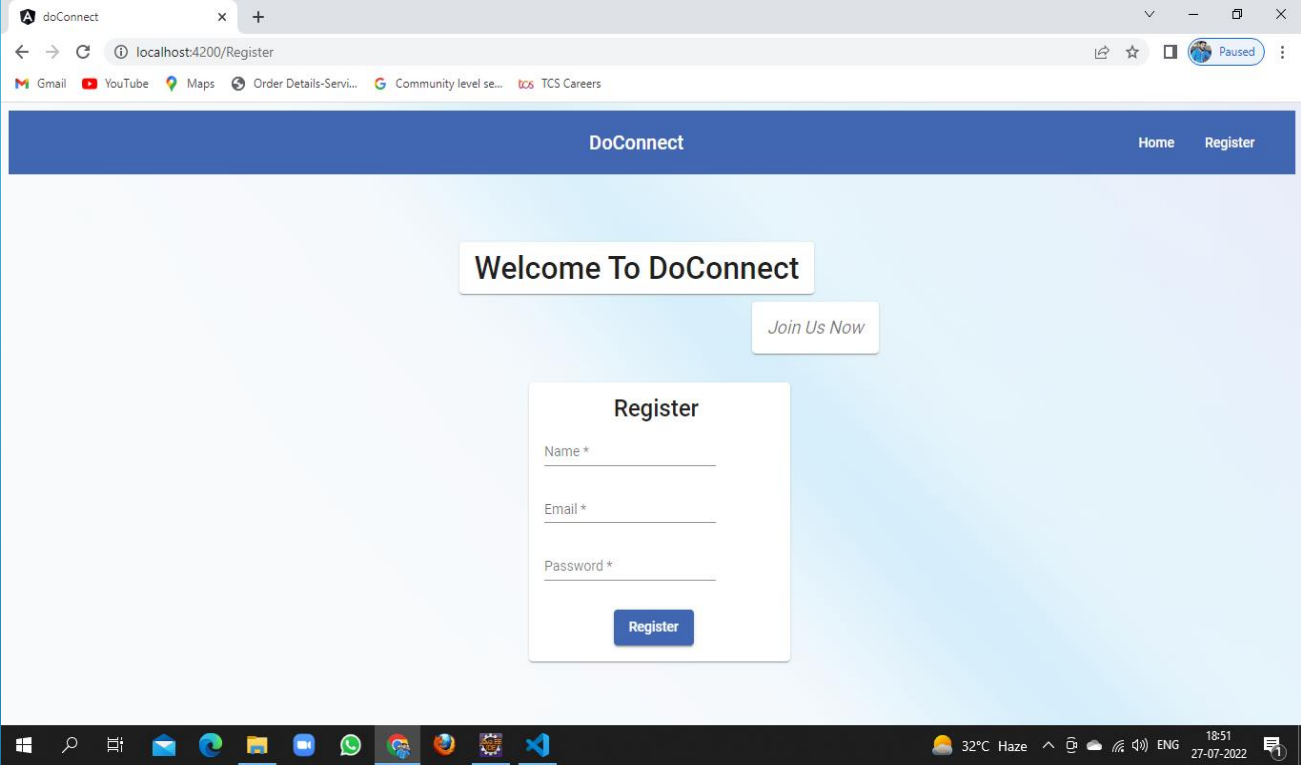 doConnect
localhost:4200/Register
Paused
Gmail YouTube Maps Order Details-Servi... Community level se... tcs TCS Careers
DoConnect Home Register
Welcome To DoConnect
Join Us Now
Register
Name *
Email *
Password *
Register
32°C Haze ENG
18:51
27-07-2022
1